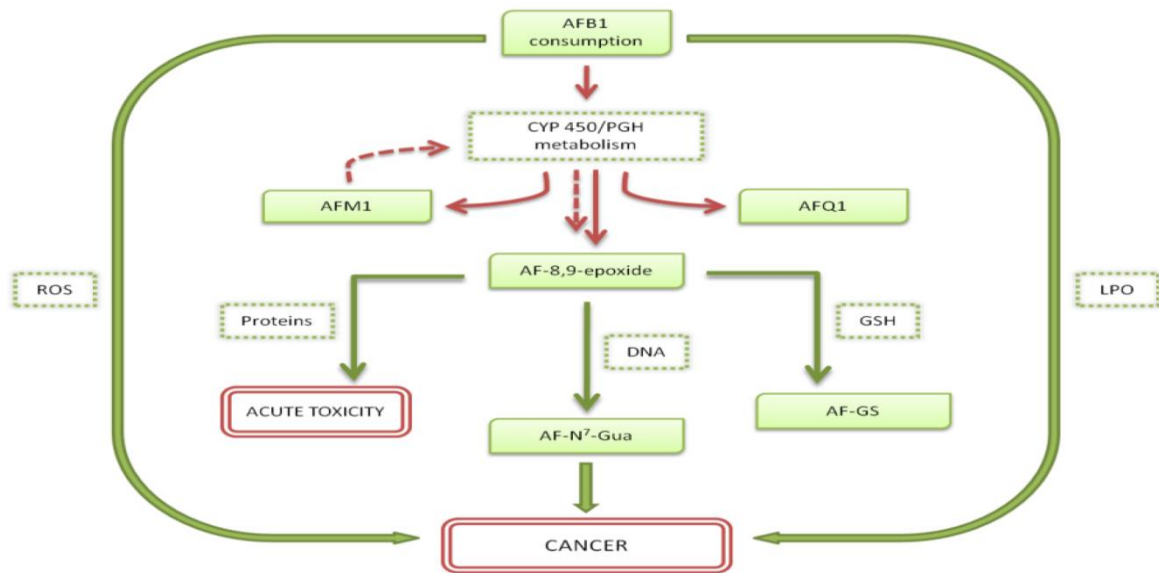 AFB1
consumption
CYP 450/PGH
metabolism
AFM1
AFQ1
AF-8,9-epoxide
ROS
LPO
Proteins
GSH
DNA
ACUTE TOXICITY
AF-GS
AF-N⁷-Gua
CANCER